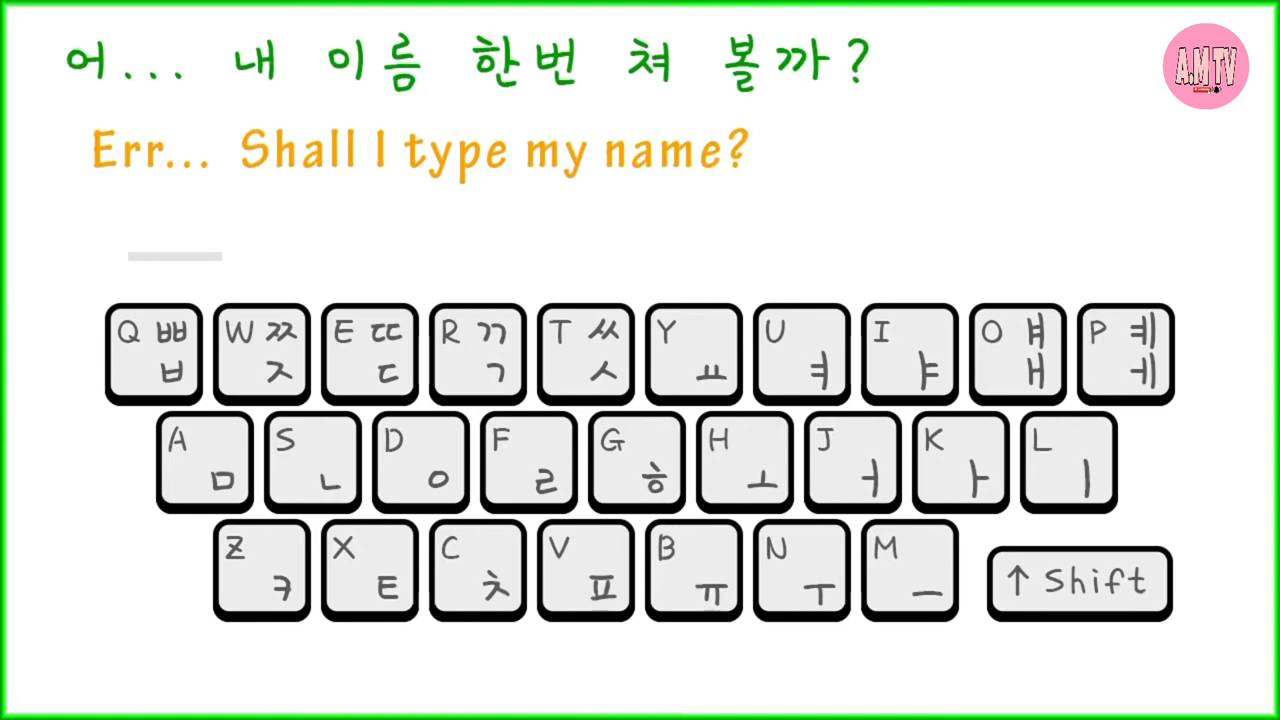 어... 내 이름 한번 쳐 볼까?
A.M TV
Err... Shall I type my name?
Q ㅃ ㅂ W ㅉ ㅈ E ㄸ ㄷ R ㄲ ㄱ T ㅆ ㅅ Y ㅛ U ㅕ I ㅑ O ㅒ ㅐ P ㅖ ㅔ
A ㅁ S ㄴ D ㅇ F ㄹ G ㅎ H ㅗ J ㅓ K ㅏ L ㅣ
Z ㅋ X ㅌ C ㅊ V ㅍ B ㅠ N ㅜ M ㅡ ↑ Shift